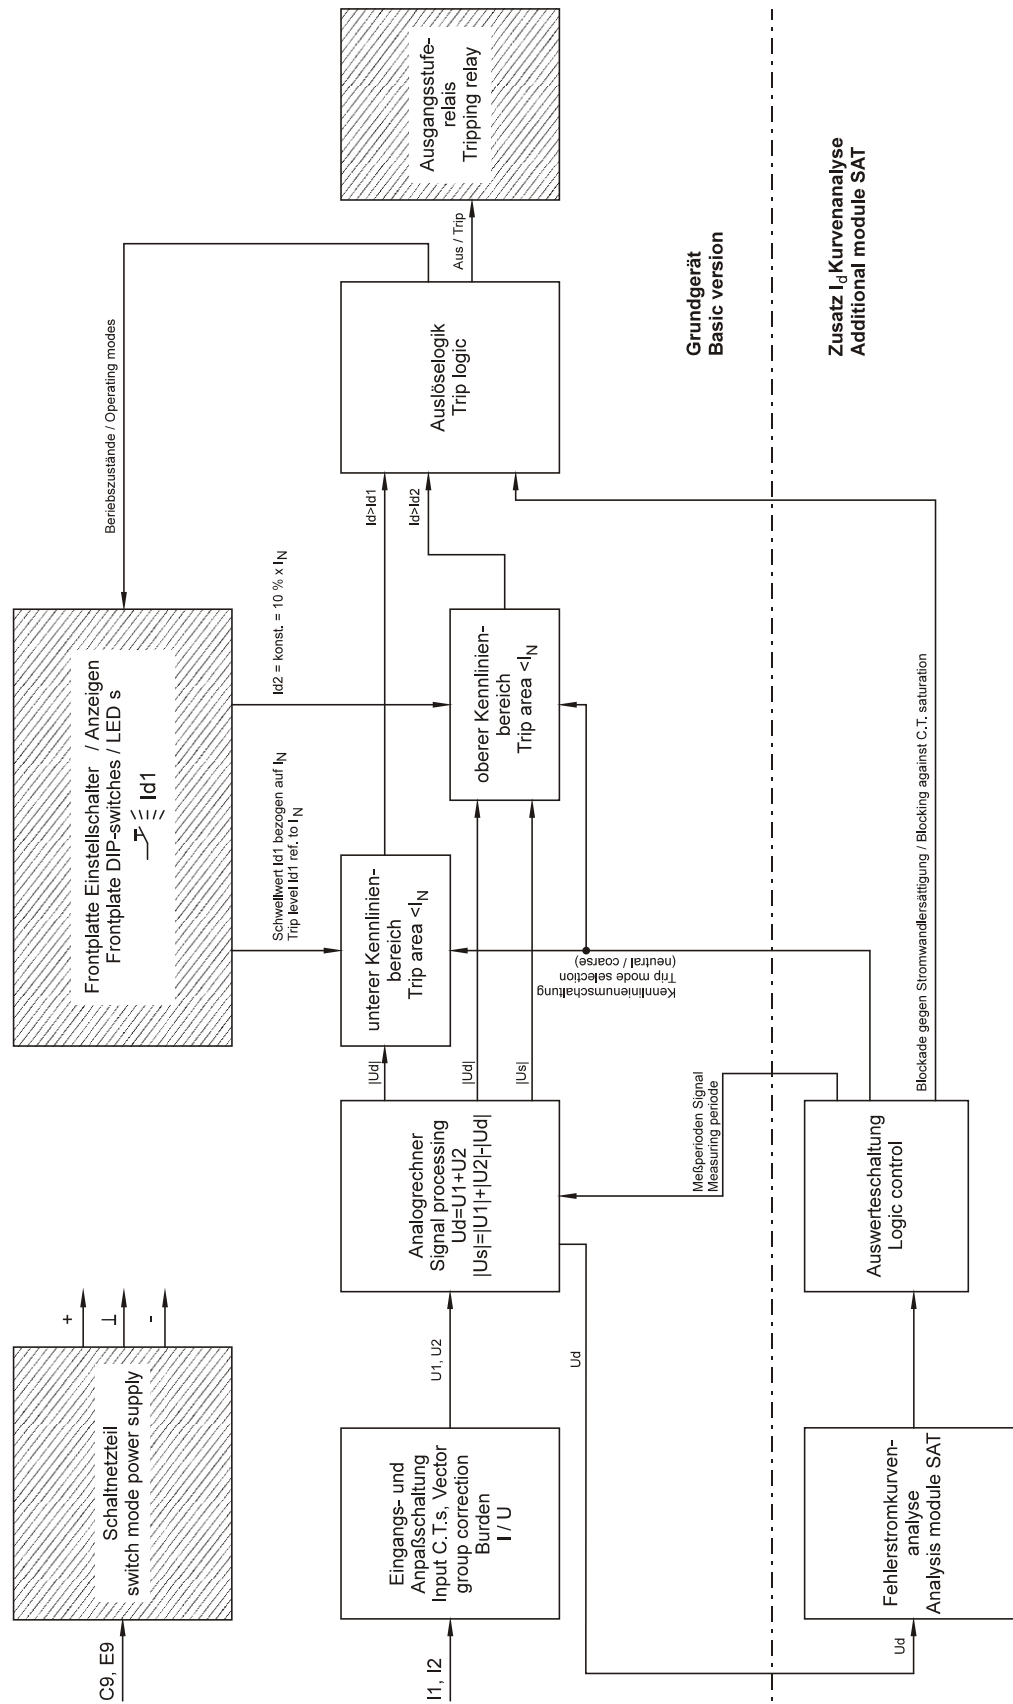 C9, E9
Schaltnetzteil
switch mode power supply
+
⊥
-
Frontplatte Einstellschalter / Anzeigen
Frontplate DIP-switches / LED s
Id1
Beriebszustände / Operating modes
Schwellwert Id1 bezogen auf IN
Trip level Id1 ref. to IN
Id2 = konst. = 10 % x IN
I1, I2
Eingangs- und
Anpaßschaltung
Input C.T.s, Vector
group correction
Burden
I / U
U1, U2
Analogrechner
Signal processing
Ud=U1+U2
|Us|=|U1|+|U2|-|Ud|
|Ud|
|Ud|
|Us|
unterer Kennlinien-
bereich
Trip area <IN
oberer Kennlinien-
bereich
Trip area <IN
Id>Id1
Id>Id2
Auslöselogik
Trip logic
Aus / Trip
Ausgangsstufe-
relais
Tripping relay
Kennlinienumschaltung
Trip mode selection
(neutral / coarse)
Ud
Meßperioden Signal
Measuring periode
Grundgerät
Basic version
Zusatz Id Kurvenanalyse
Additional module SAT
Ud
Fehlerstromkurven-
analyse
Analysis module SAT
Auswerteschaltung
Logic control
Blockade gegen Stromwandlersättigung / Blocking against C.T. saturation